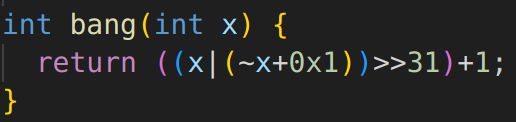 int bang(int x) {
  return ((x|(~x+0x1))>>31)+1;
}